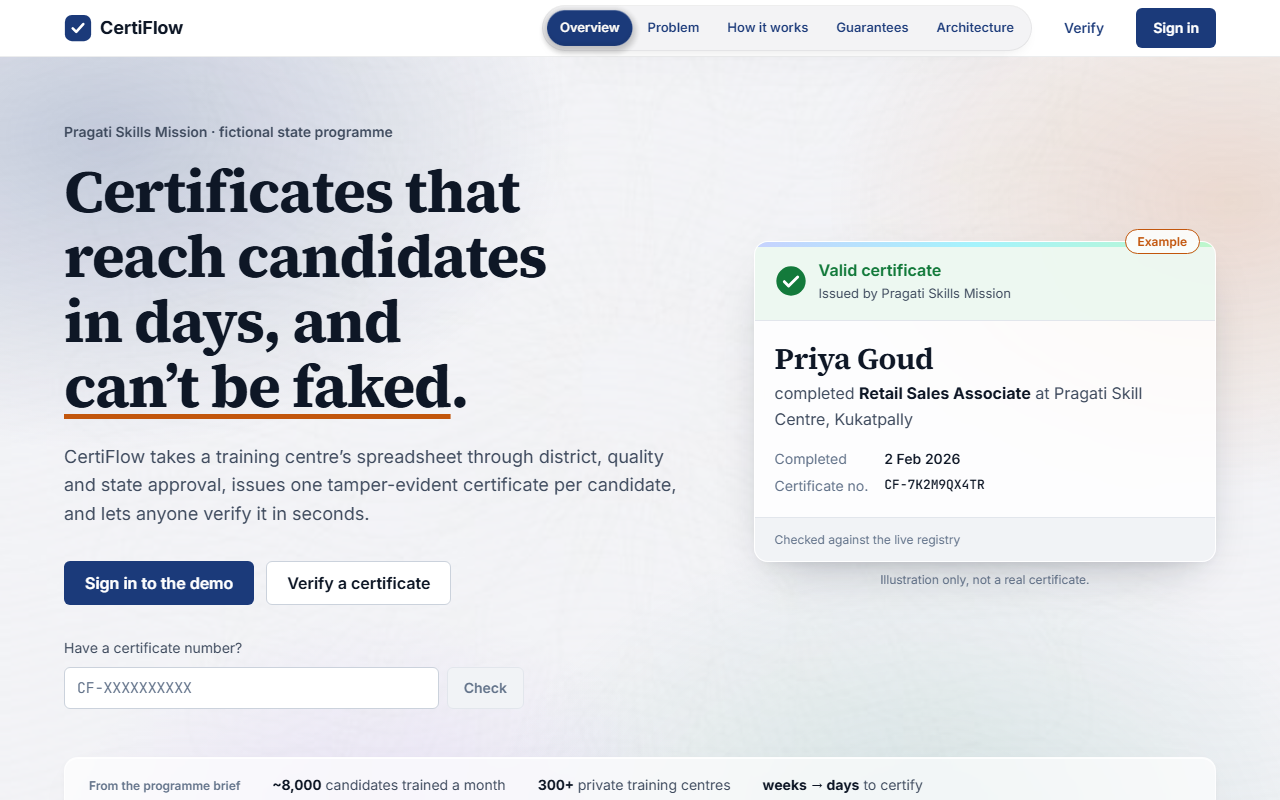 CertiFlow
Overview
Problem
How it works
Guarantees
Architecture
Verify
Sign in
Pragati Skills Mission · fictional state programme
Certificates that
reach candidates
in days, and
can’t be faked.
CertiFlow takes a training centre’s spreadsheet through district, quality
and state approval, issues one tamper-evident certificate per candidate,
and lets anyone verify it in seconds.
Sign in to the demo
Verify a certificate
Have a certificate number?
CF-XXXXXXXXXX
Check
Example
Valid certificate
Issued by Pragati Skills Mission
Priya Goud
completed Retail Sales Associate at Pragati Skill
Centre, Kukatpally
Completed 2 Feb 2026
Certificate no. CF-7K2M9QX4TR
Checked against the live registry
Illustration only, not a real certificate.
From the programme brief ~8,000 candidates trained a month 300+ private training centres weeks → days to certify